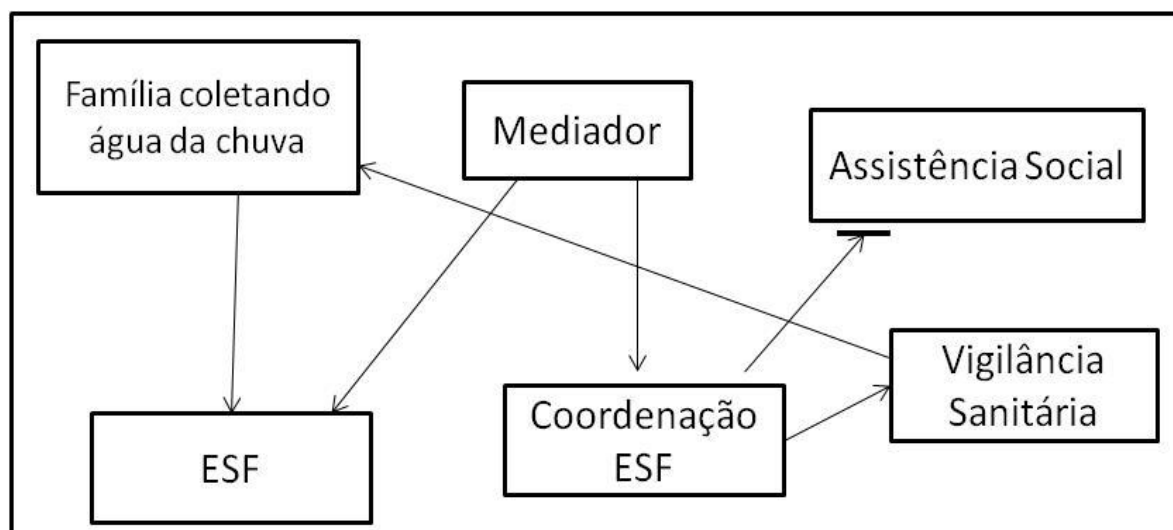 Família coletando
água da chuva
Mediador
Assistência Social
ESF
Coordenação
ESF
Vigilância
Sanitária